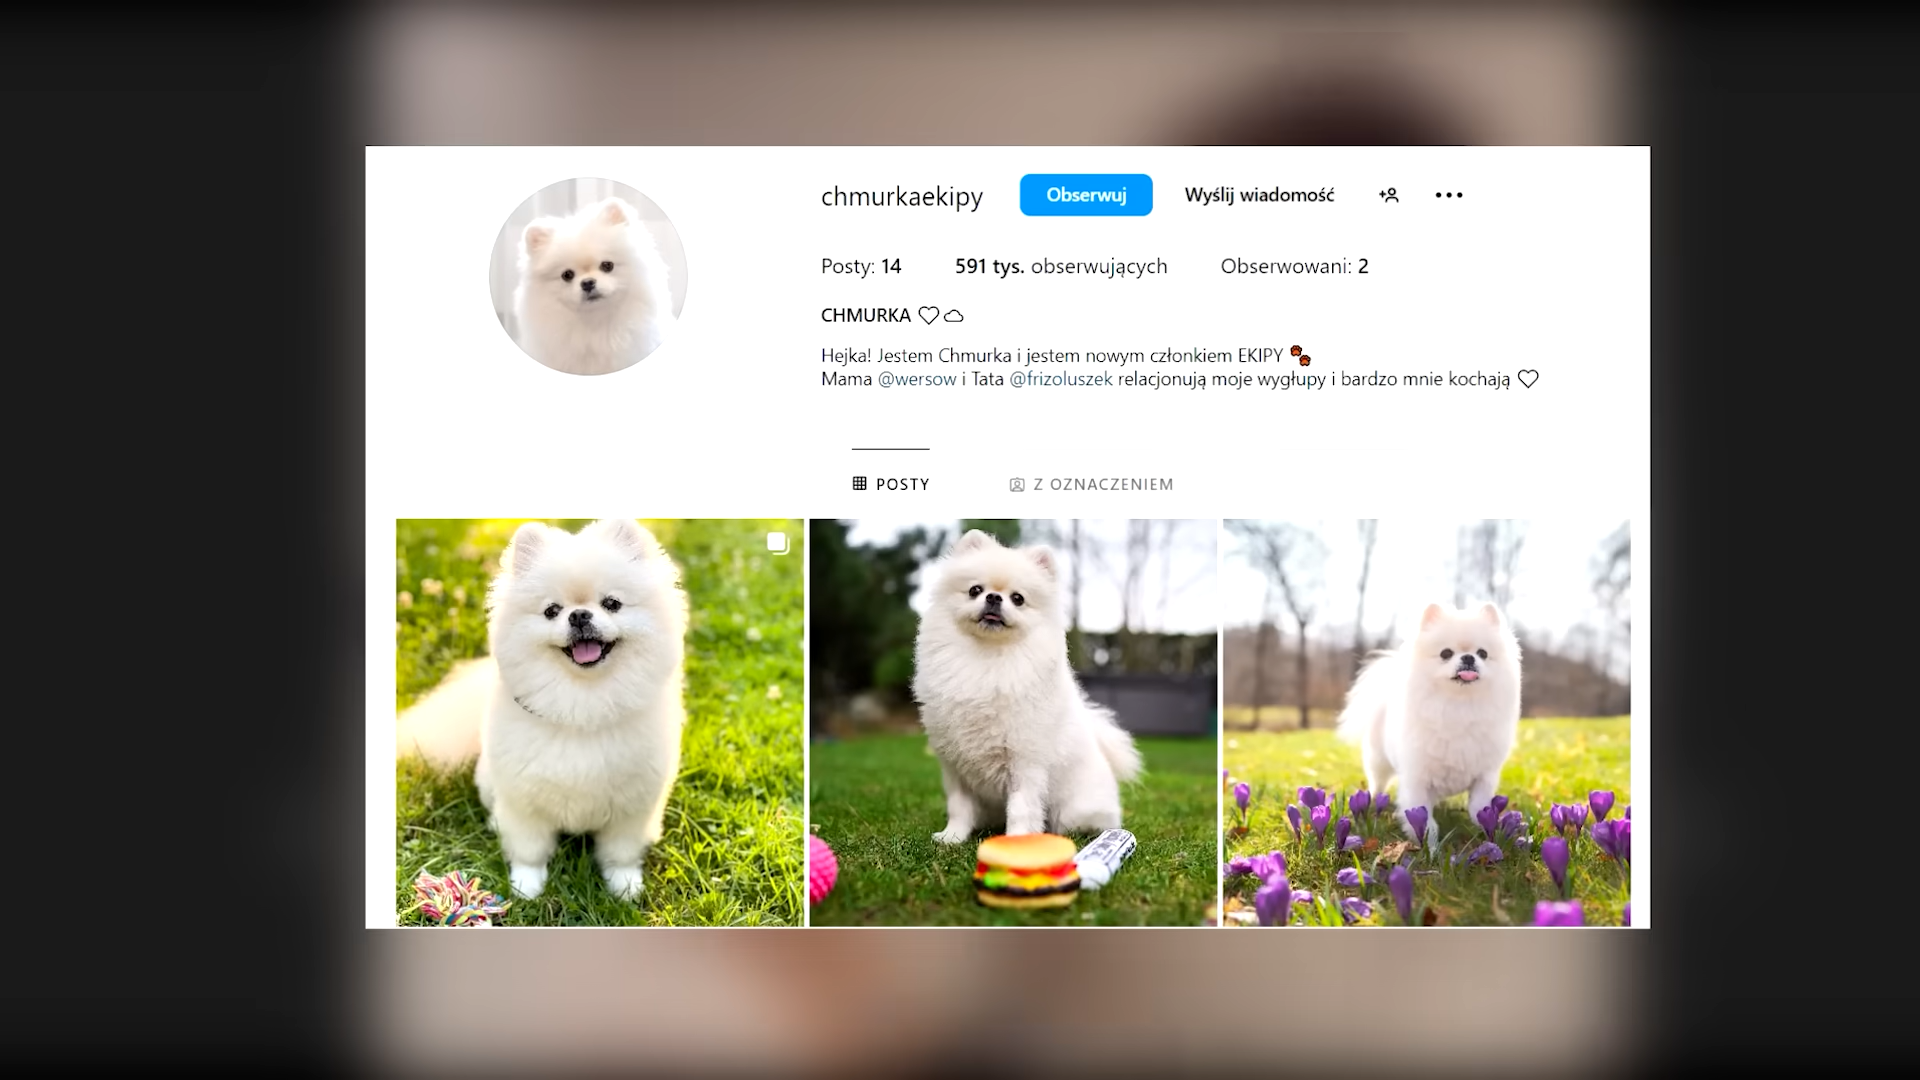 chmurkaekipy Obserwuj Wyślij wiadomość
Posty: 14 591 tys. obserwujących Obserwowani: 2
CHMURKA
Hejka! Jestem Chmurka i jestem nowym członkiem EKIPY
Mama @wersow i Tata @frizoluszek relacjonują moje wygłupy i bardzo mnie kochają
POSTY Z OZNACZENIEM